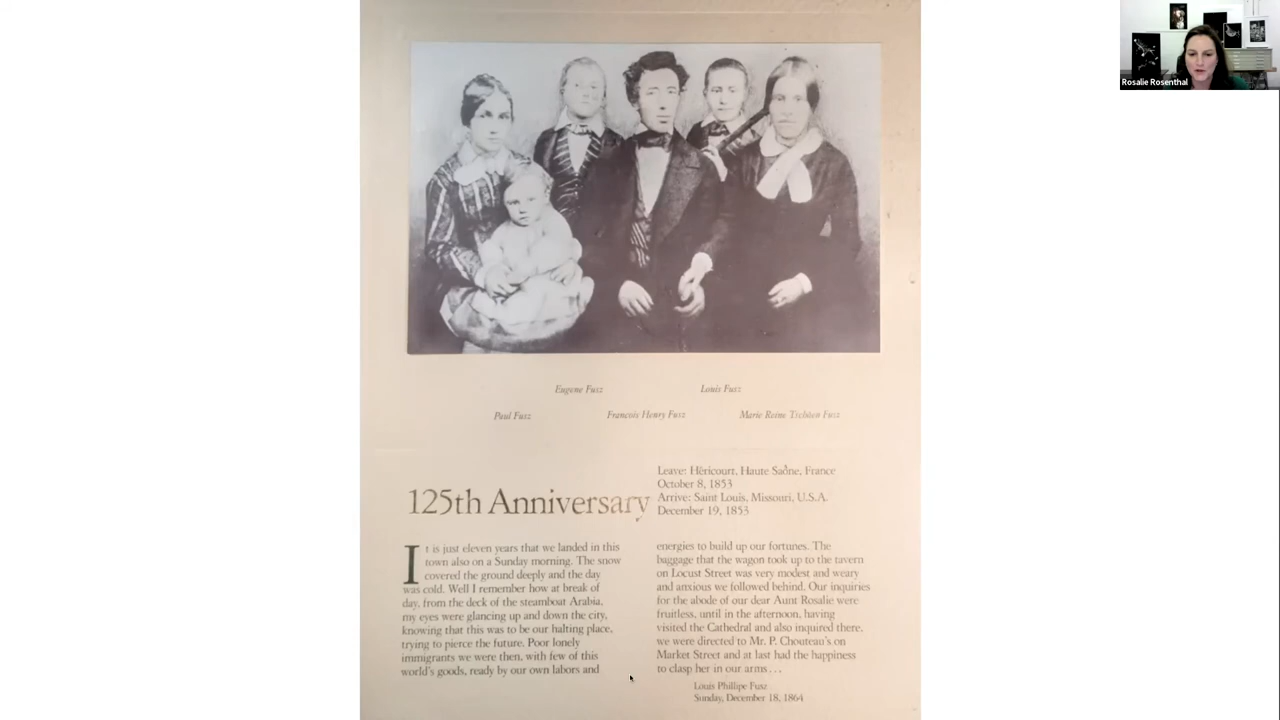 Rosalie Rosenthal
Eugene Fusz
Louis Fusz
Paul Fusz
François Henry Fusz
Marie Reine Tschben Fusz
125th Anniversary
Leave: Héricourt, Haute Saône, France
October 8, 1853
Arrive: Saint Louis, Missouri, U.S.A.
December 19, 1853
It is just eleven years that we landed in this
town also on a Sunday morning. The snow
covered the ground deeply and the day
was cold. Well I remember how at break of
day, from the deck of the steamboat Arabia,
my eyes were glancing up and down the city,
knowing that this was to be our halting place,
trying to pierce the future. Poor lonely
immigrants we were then, with few of this
world's goods, ready by our own labors and
energies to build up our fortunes. The
baggage that the wagon took up to the tavern
on Locust Street was very modest and weary
and anxious we followed behind. Our inquiries
for the abode of our dear Aunt Rosalie were
fruitless, until in the afternoon, having
visited the Cathedral and also inquired there,
we were directed to Mr. P. Chouteau's on
Market Street and at last had the happiness
to clasp her in our arms...
Louis Phillipe Fusz
Sunday, December 18, 1864